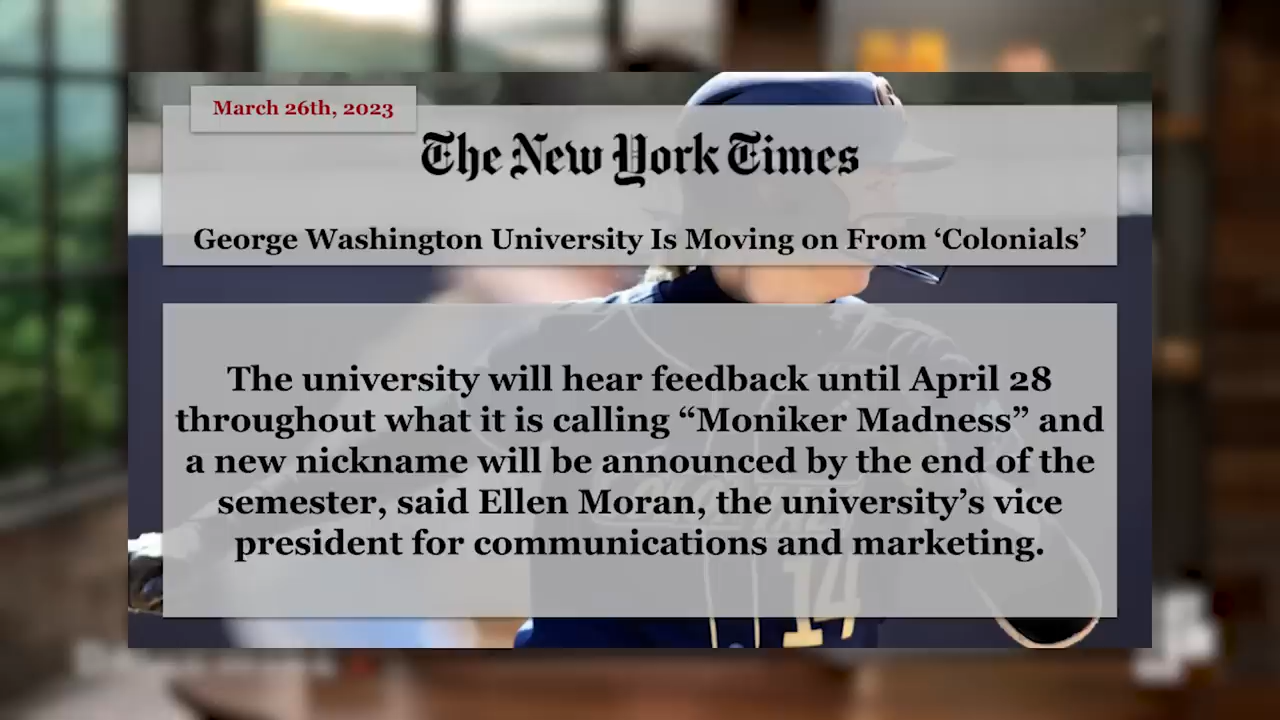 March 26th, 2023
The New York Times
George Washington University Is Moving on From ‘Colonials’
The university will hear feedback until April 28
throughout what it is calling “Moniker Madness” and
a new nickname will be announced by the end of the
semester, said Ellen Moran, the university’s vice
president for communications and marketing.
14